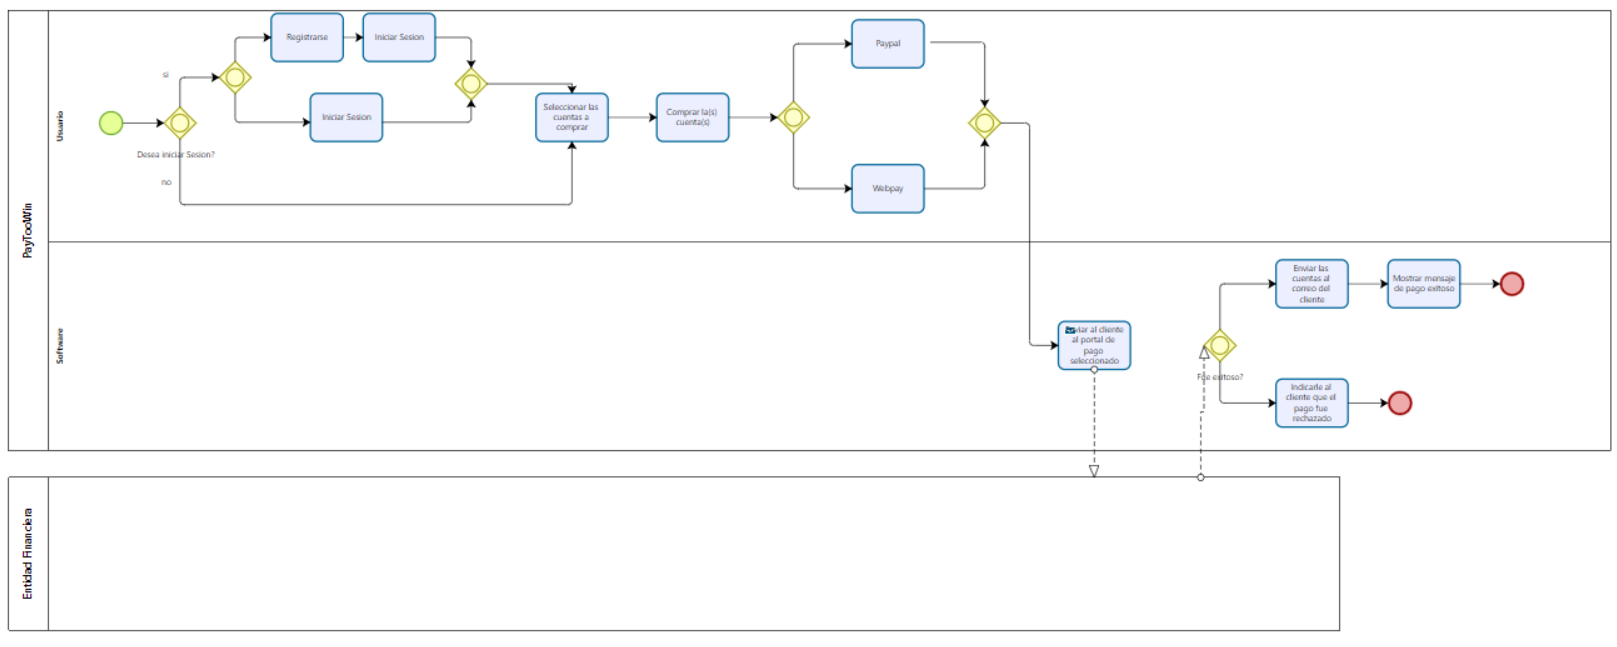 PayTooWin
Usuario
Software
Entidad Financiera
si
Desea iniciar Sesion?
no
Registrarse
Iniciar Sesion
Iniciar Sesion
Seleccionar las
cuentas a
comprar
Comprar la(s)
cuenta(s)
Paypal
Webpay
al cliente
al portal de
pago
seleccionado
Fue exitoso?
Enviar las
cuentas al
correo del
cliente
Mostrar mensaje
de pago exitoso
Indicarle al
cliente que el
pago fue
rechazado